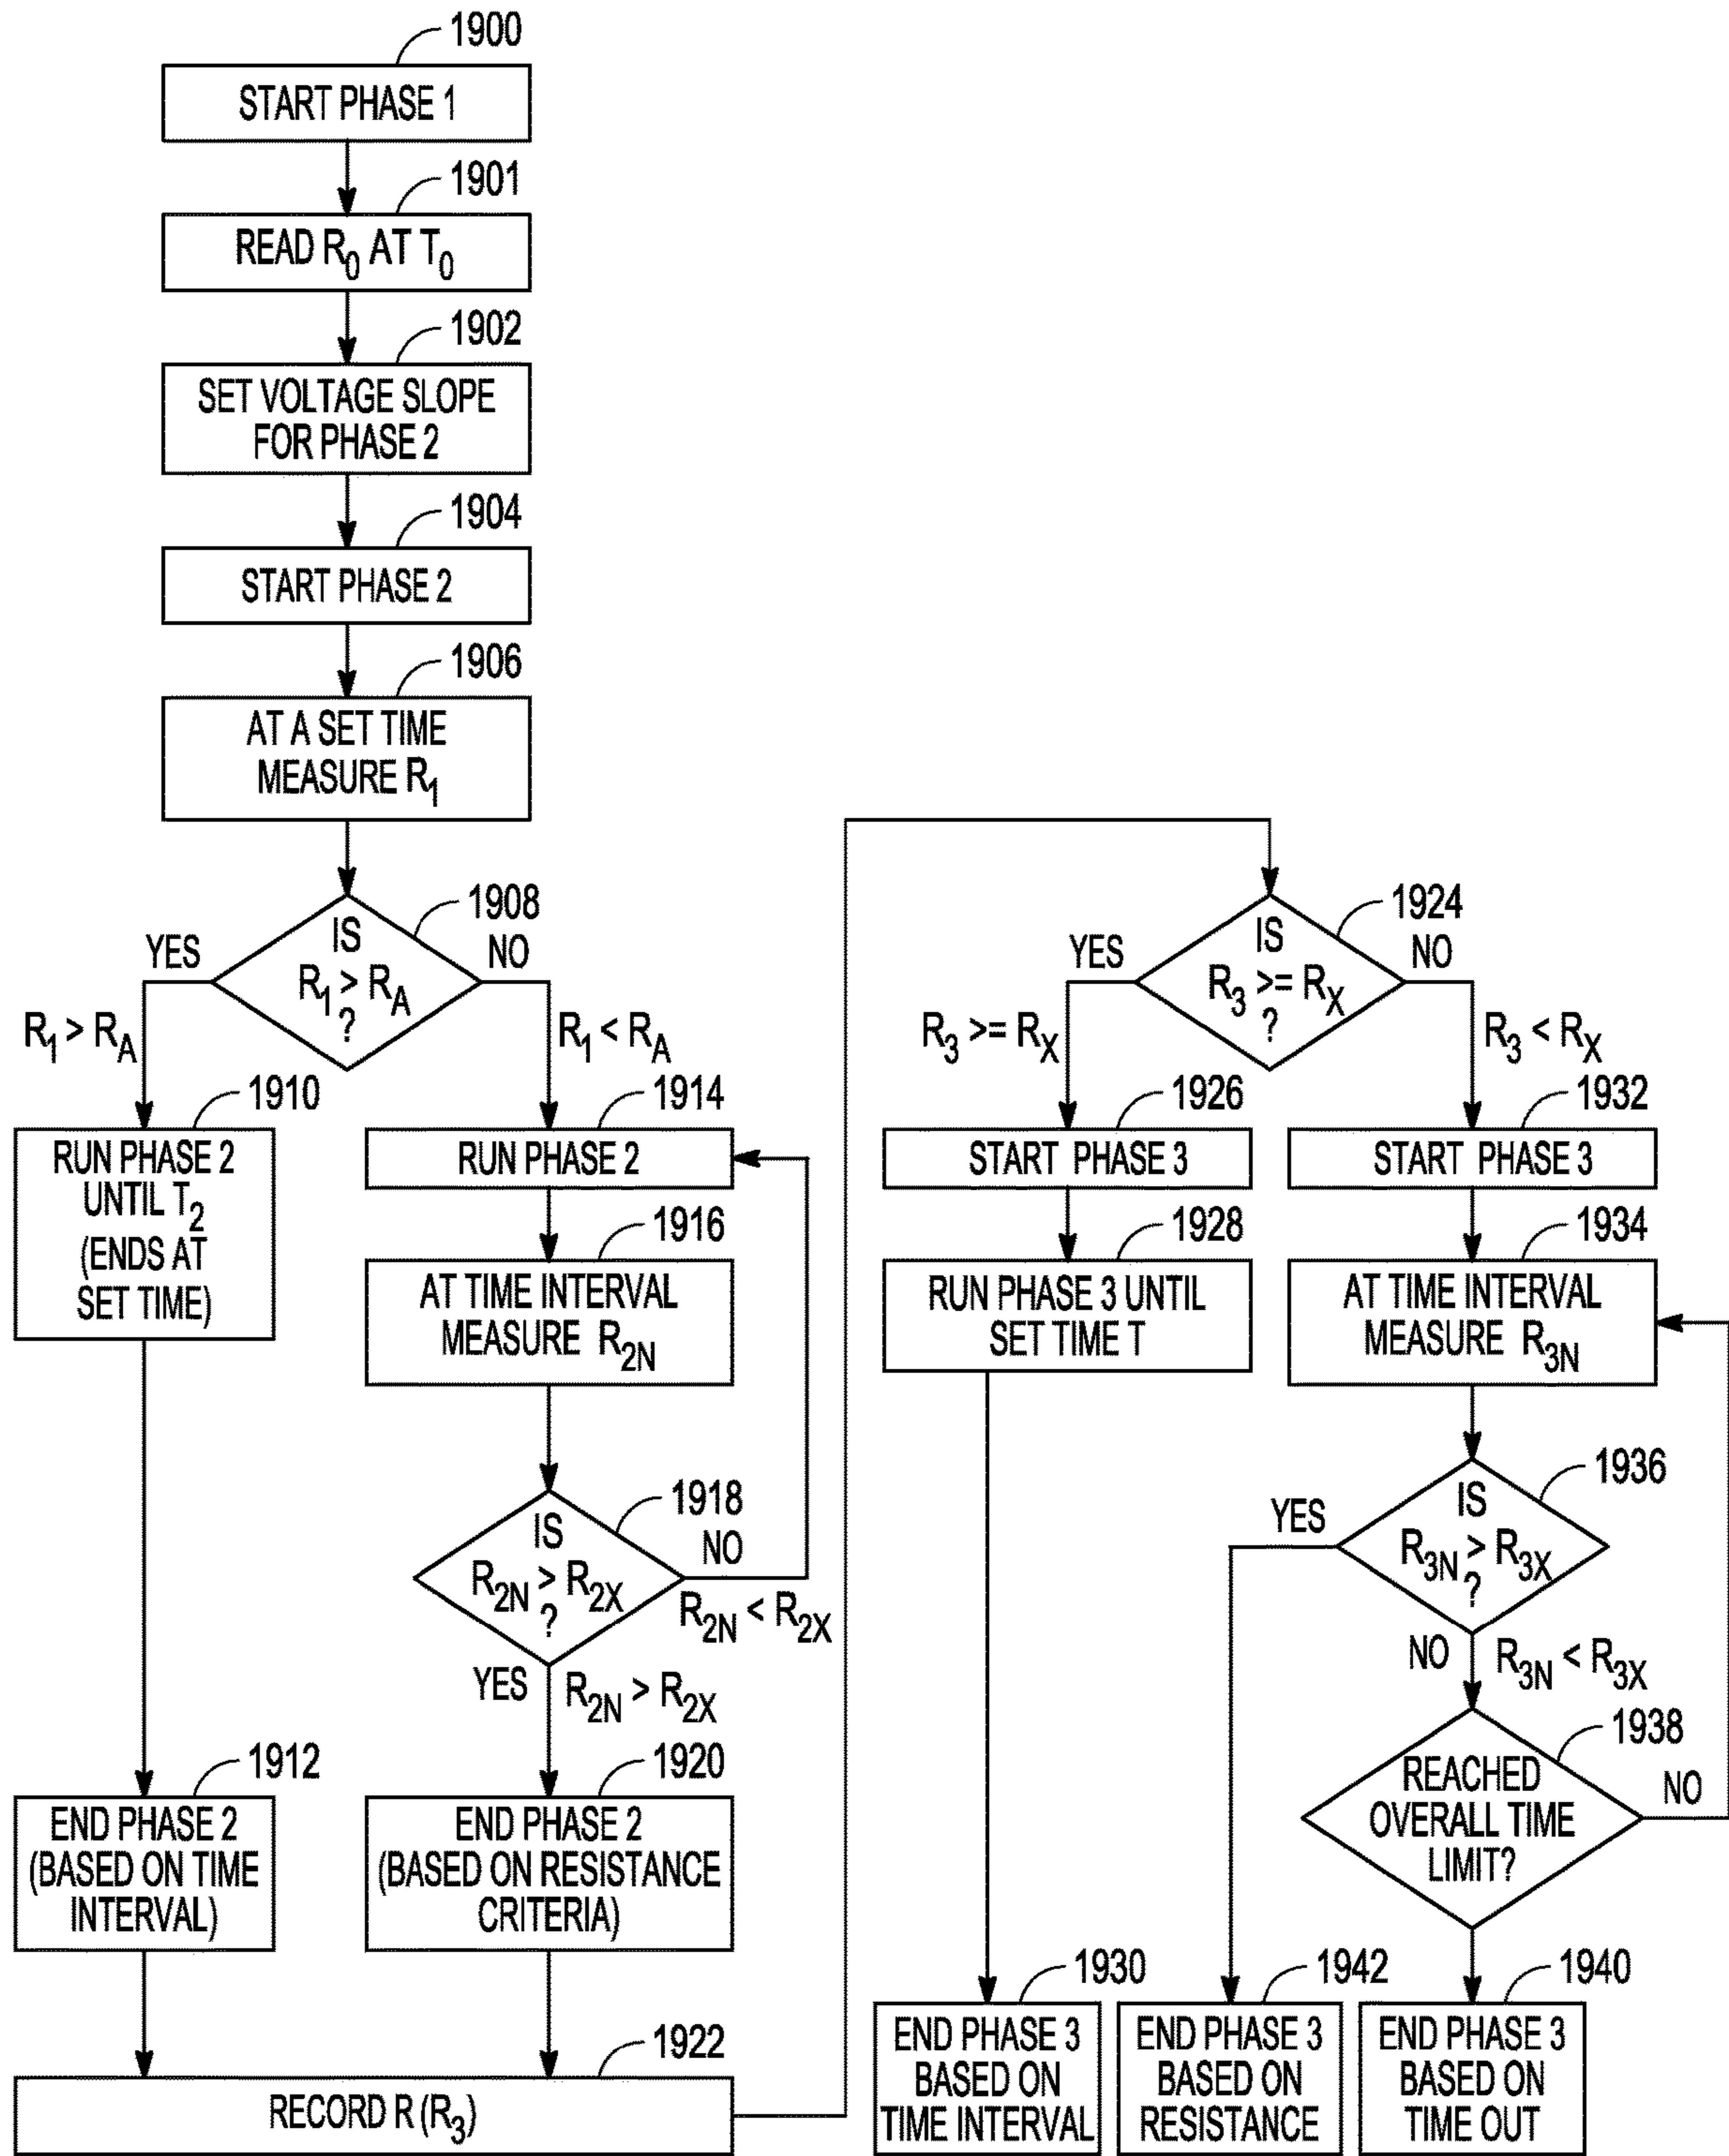 1900
START PHASE 1
1901
READ R0 AT T0
1902
SET VOLTAGE SLOPE
FOR PHASE 2
1904
START PHASE 2
1906
AT A SET TIME
MEASURE R1
1908
IS
R1 > RA
?
YES
NO
R1 > RA
R1 < RA
1910
RUN PHASE 2
UNTIL T2
(ENDS AT
SET TIME)
1914
RUN PHASE 2
1916
AT TIME INTERVAL
MEASURE R2N
1918
IS
R2N > R2X
?
NO
R2N < R2X
YES
R2N > R2X
1912
END PHASE 2
(BASED ON TIME
INTERVAL)
1920
END PHASE 2
(BASED ON RESISTANCE
CRITERIA)
1922
RECORD R (R3)
1924
IS
R3 >= RX
?
YES
NO
R3 >= RX
R3 < RX
1926
START PHASE 3
1928
RUN PHASE 3 UNTIL
SET TIME T
1932
START PHASE 3
1934
AT TIME INTERVAL
MEASURE R3N
1936
IS
R3N > R3X
?
YES
NO
R3N < R3X
1938
REACHED
OVERALL TIME
LIMIT?
NO
1930
END PHASE 3
BASED ON
TIME INTERVAL
1942
END PHASE 3
BASED ON
RESISTANCE
1940
END PHASE 3
BASED ON
TIME OUT